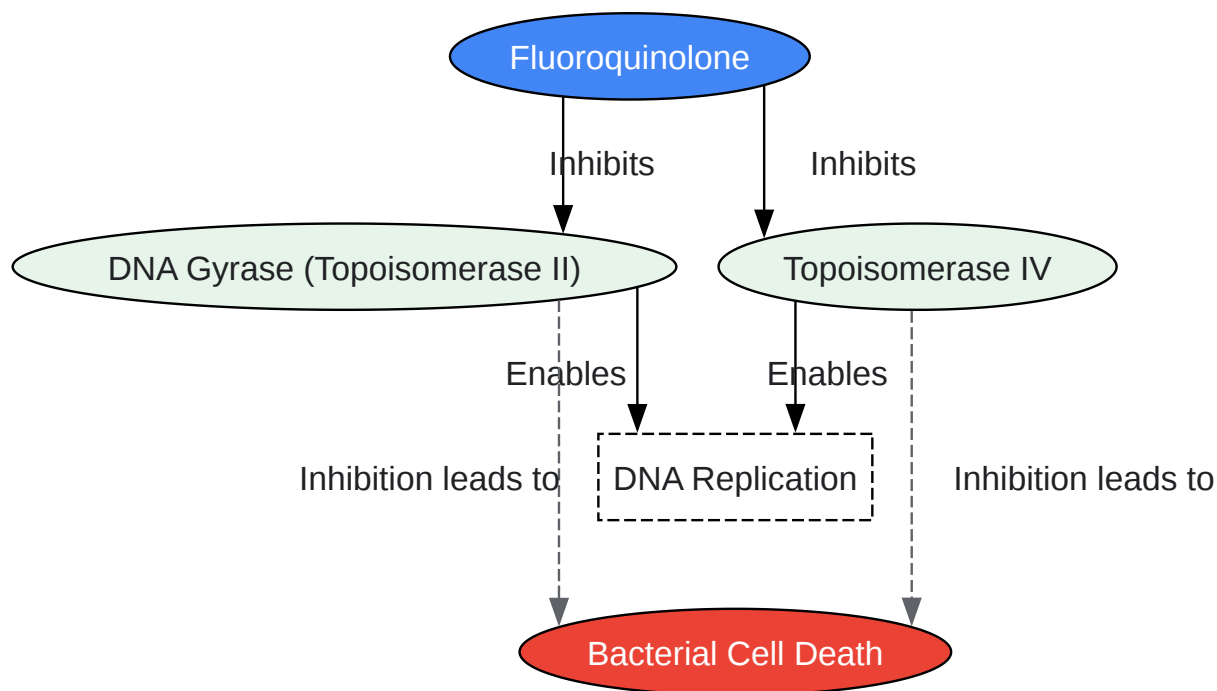 Fluoroquinolone
Inhibits
Inhibits
DNA Gyrase (Topoisomerase II)
Topoisomerase IV
Enables
Enables
Inhibition leads to
DNA Replication
Inhibition leads to
Bacterial Cell Death